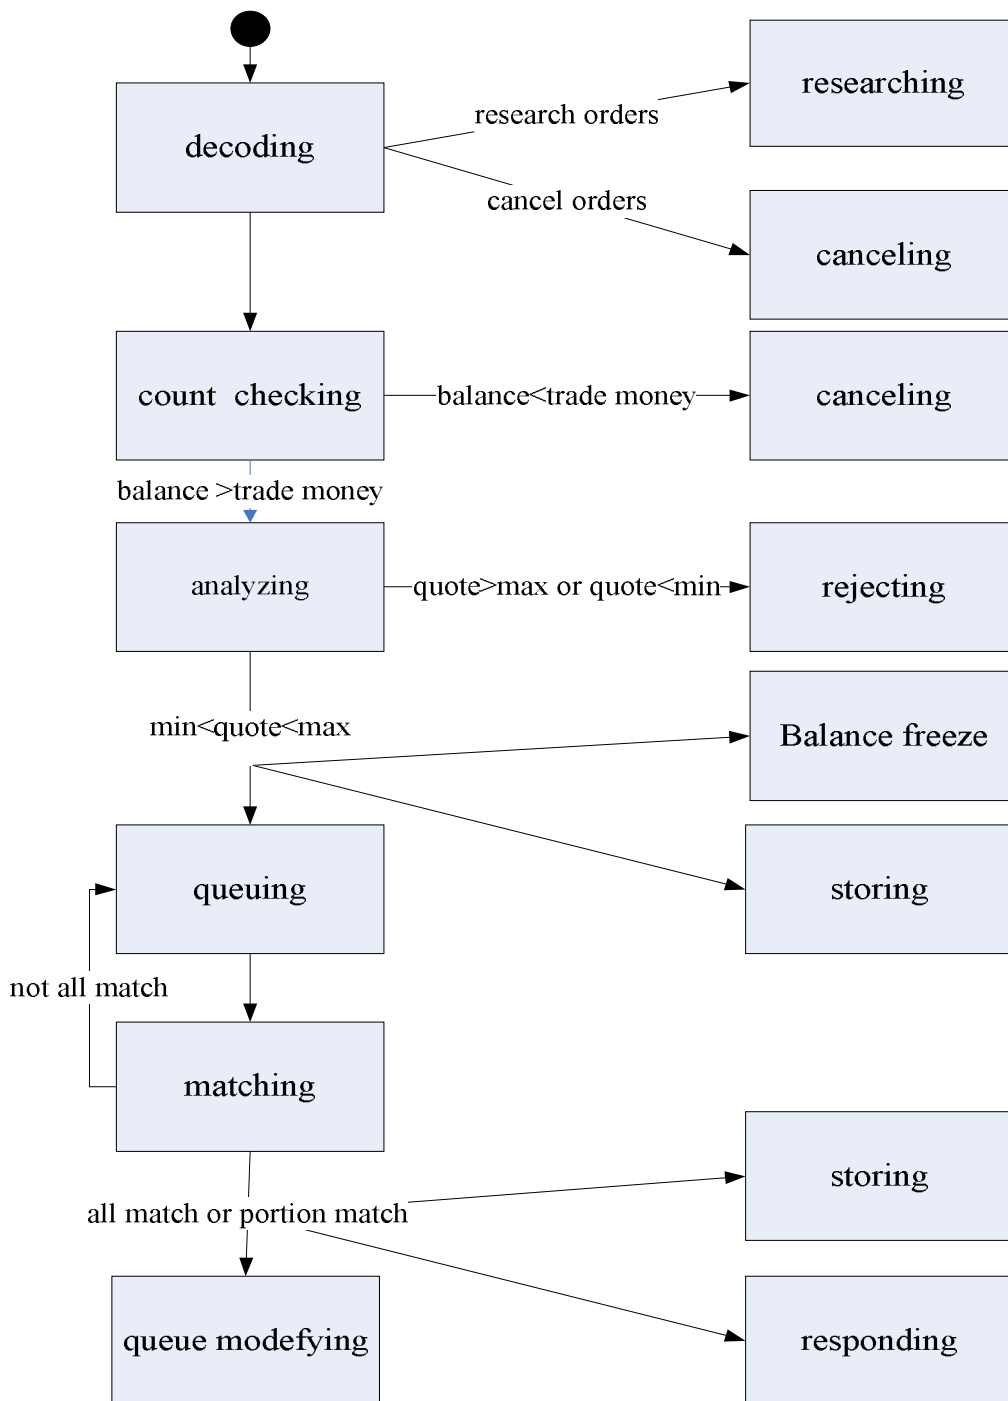 researching
research orders
decoding
cancel orders
canceling
count checking
balance<trade money
canceling
balance >trade money
analyzing
quote>max or quote<min
rejecting
min<quote<max
Balance freeze
queuing
storing
not all match
matching
storing
all match or portion match
queue modefying
responding